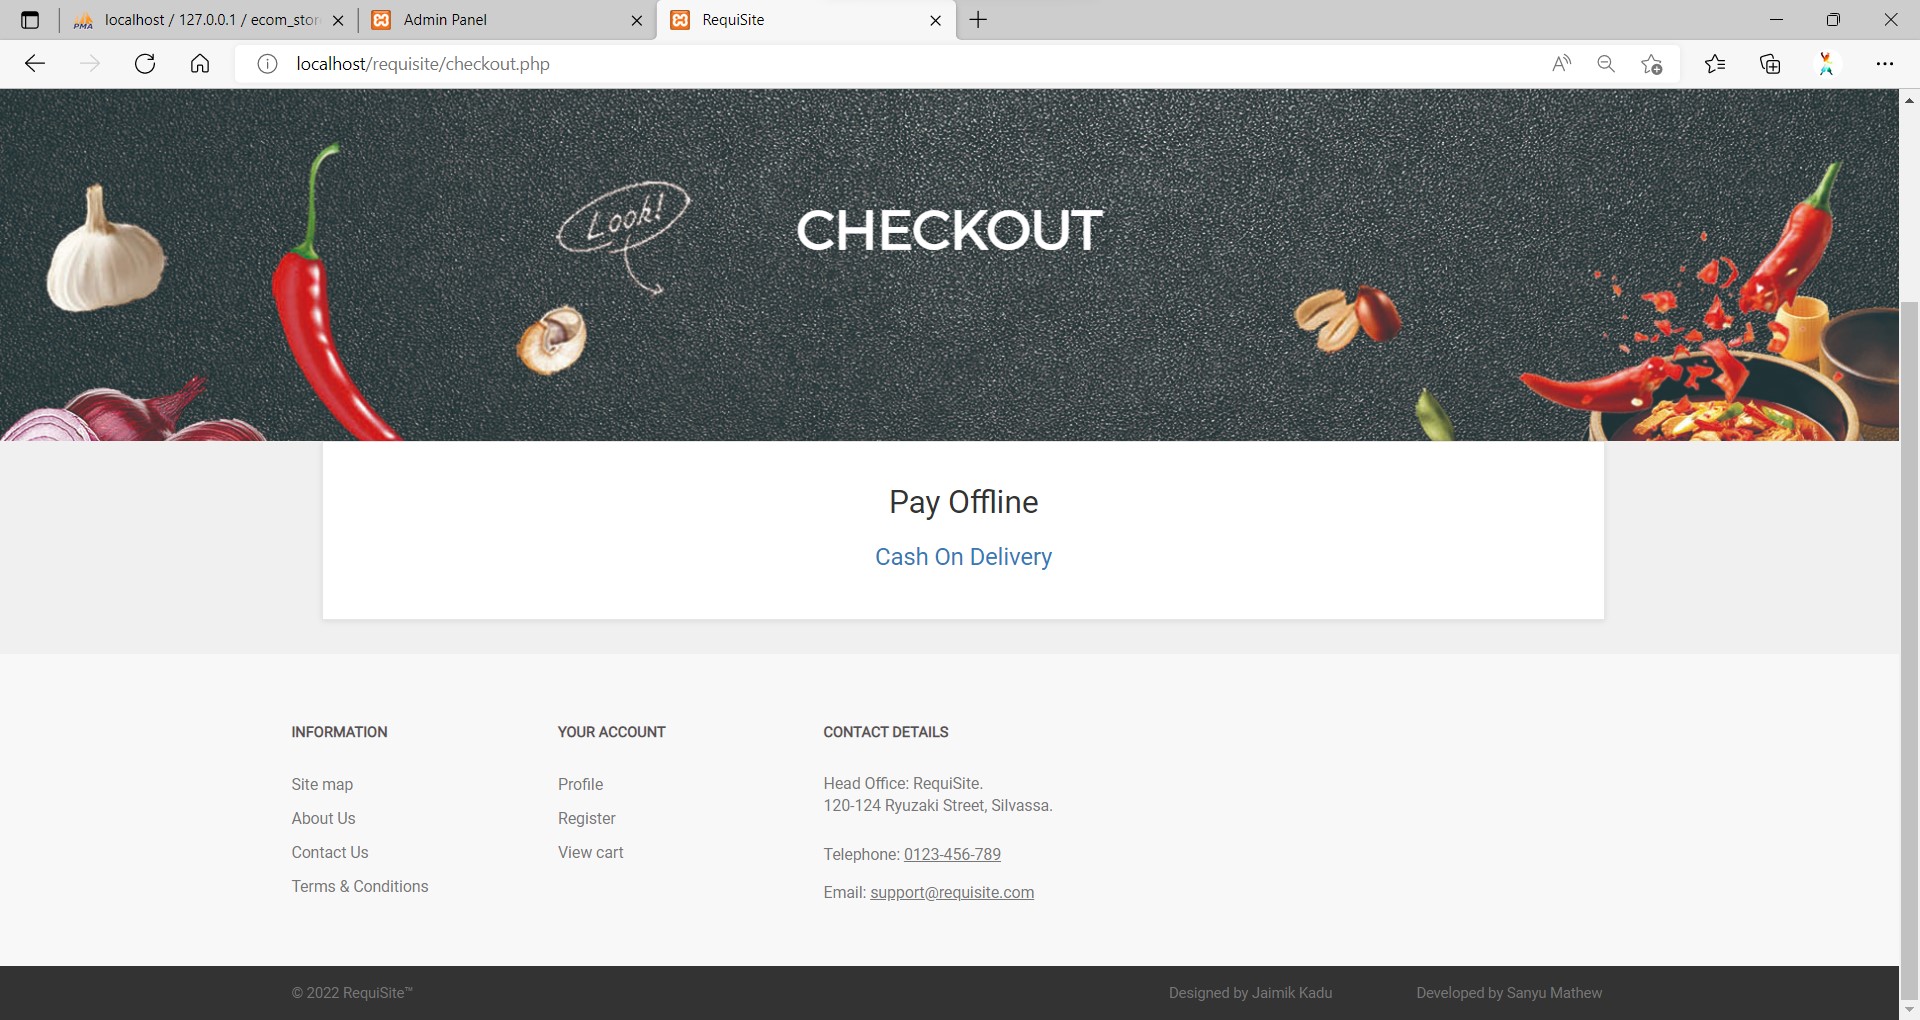 PMA
localhost / 127.0.0.1 / ecom_stor
Admin Panel
RequiSite
localhost/requisite/checkout.php
Look!
CHECKOUT
Pay Offline
Cash On Delivery
INFORMATION
Site map
About Us
Contact Us
Terms & Conditions
YOUR ACCOUNT
Profile
Register
View cart
CONTACT DETAILS
Head Office: RequiSite.
120-124 Ryuzaki Street, Silvassa.
Telephone: 0123-456-789
Email: support@requisite.com
© 2022 RequiSite™
Designed by Jaimik Kadu
Developed by Sanyu Mathew